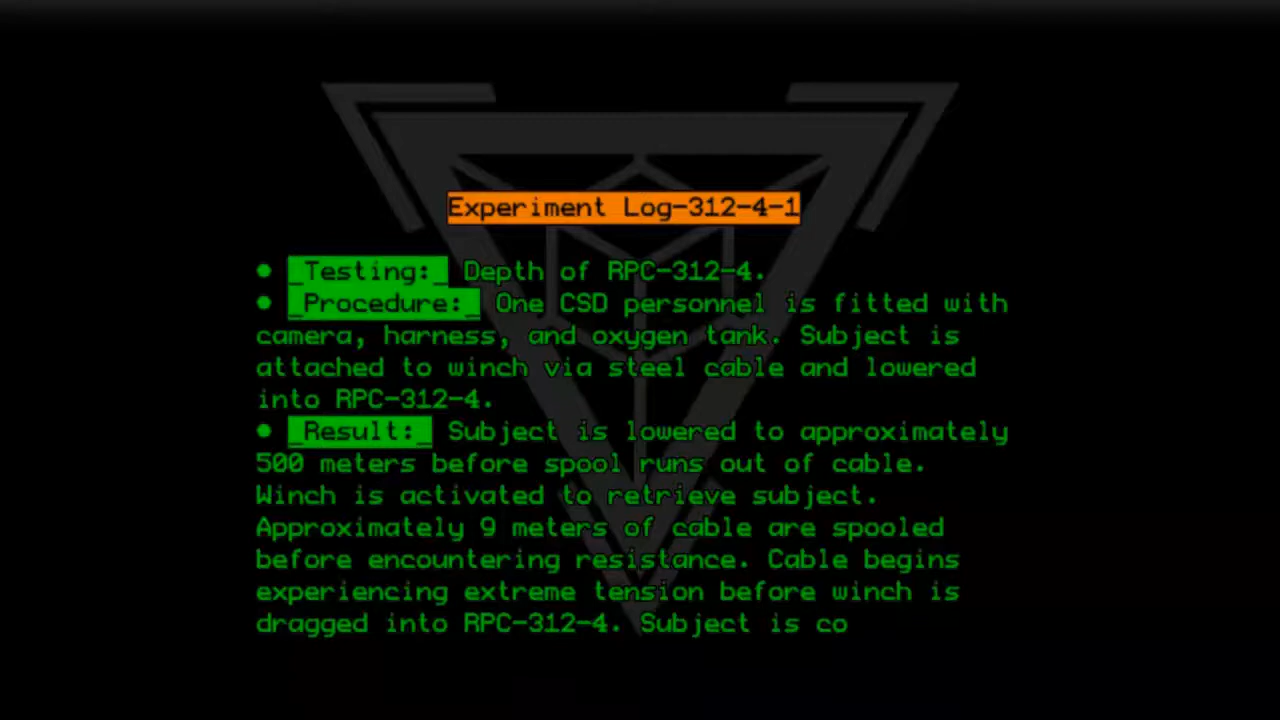 Experiment Log-312-4-1
• _Testing:_ Depth of RPC-312-4.
• _Procedure:_ One CSD personnel is fitted with
camera, harness, and oxygen tank. Subject is
attached to winch via steel cable and lowered
into RPC-312-4.
• _Result:_ Subject is lowered to approximately
500 meters before spool runs out of cable.
Winch is activated to retrieve subject.
Approximately 9 meters of cable are spooled
before encountering resistance. Cable begins
experiencing extreme tension before winch is
dragged into RPC-312-4. Subject is co